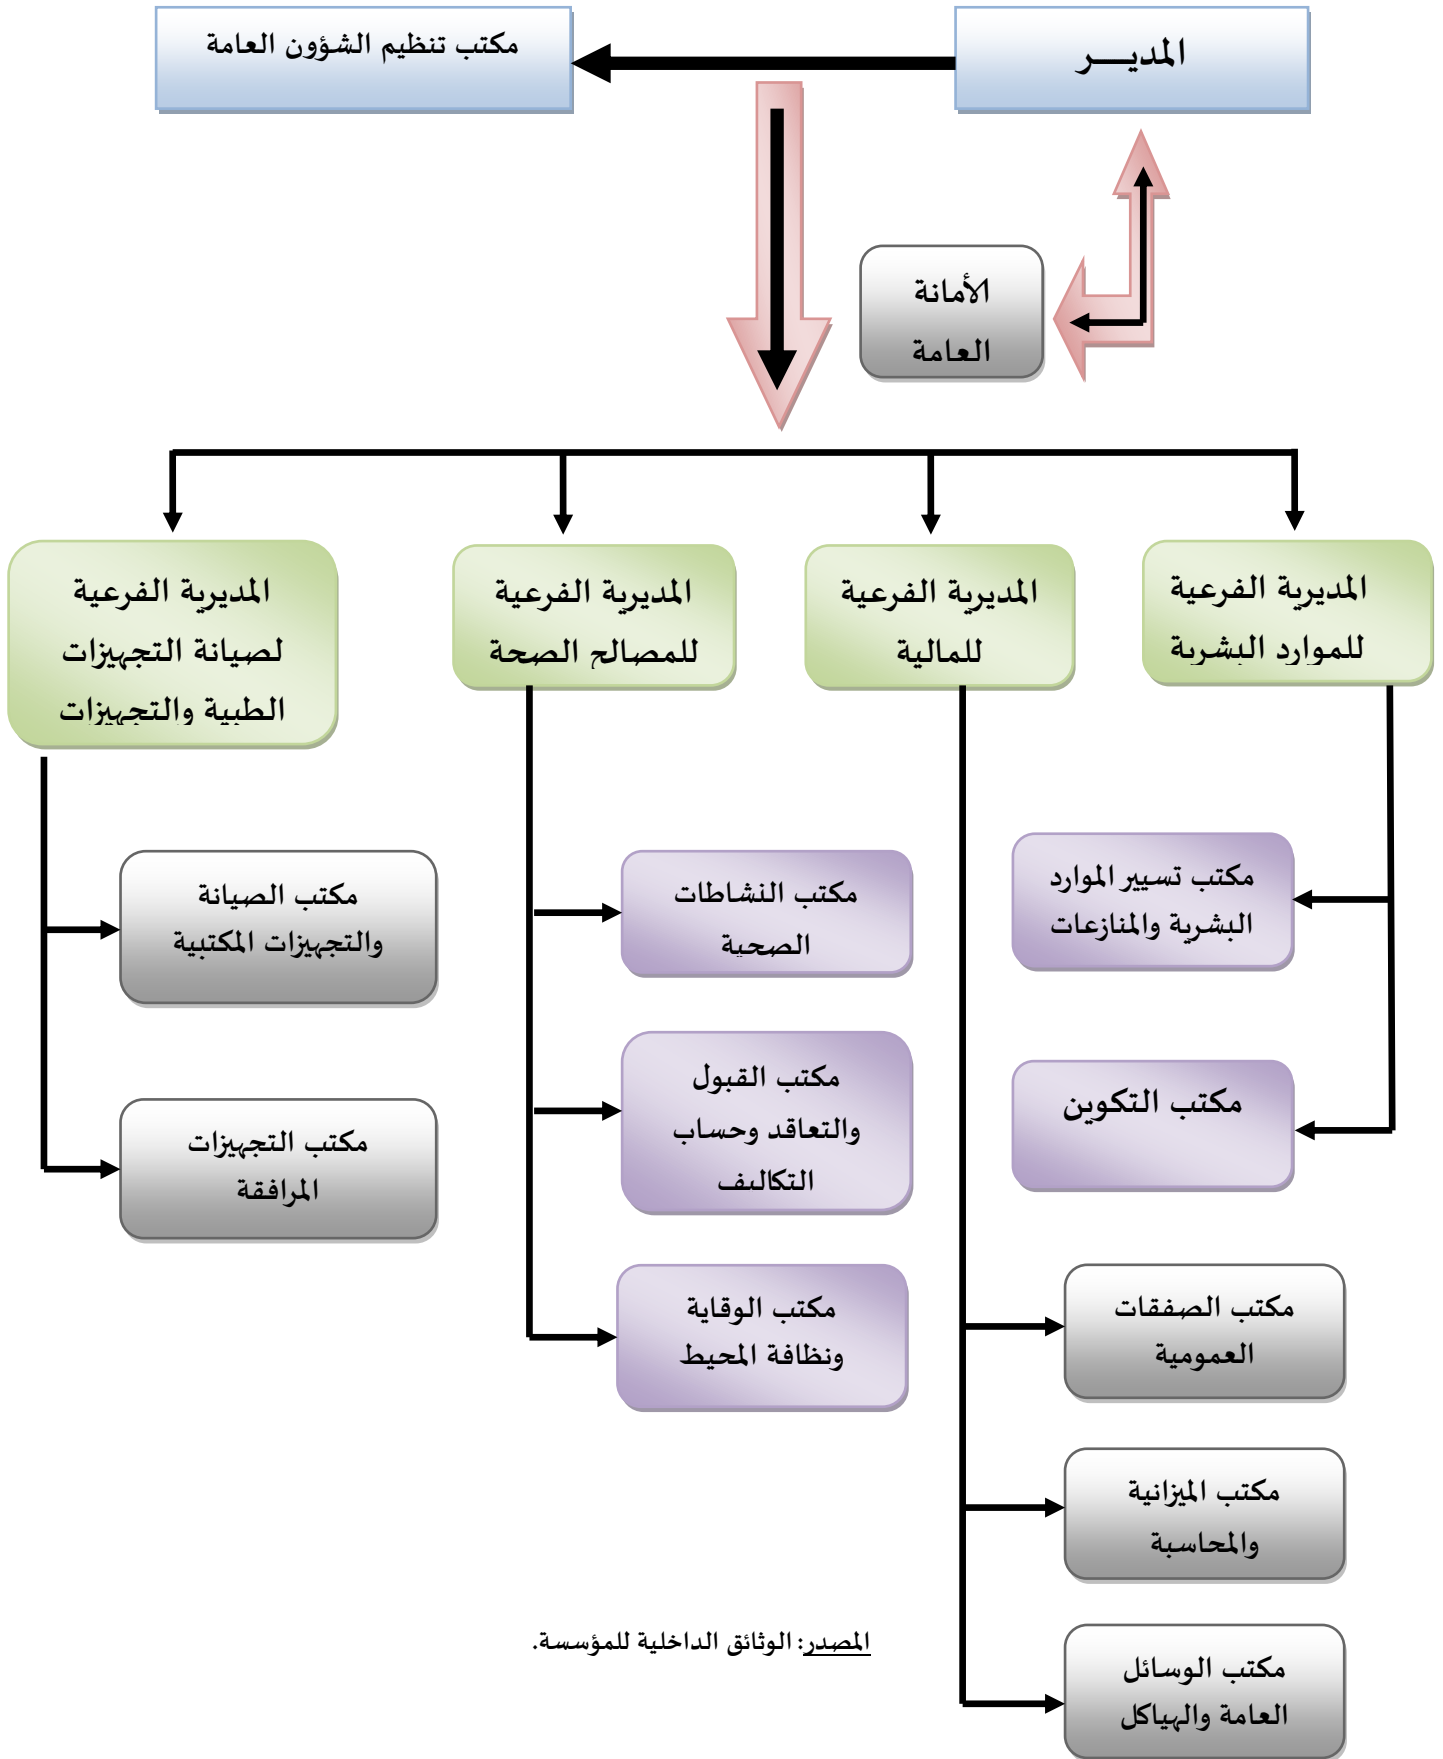 المديـــر
مكتب تنظيم الشؤون العامة
الأمانة
العامة
المديرية الفرعية
للموارد البشرية
المديرية الفرعية
للمالية
المديرية الفرعية
للمصالح الصحة
المديرية الفرعية
لصيانة التجهيزات
الطبية والتجهيزات
مكتب تسيير الموارد
البشرية والمنازعات
مكتب التكوين
مكتب الصفقات
العمومية
مكتب الميزانية
والمحاسبة
مكتب الوسائل
العامة والهياكل
مكتب النشاطات
الصحية
مكتب القبول
والتعاقد وحساب
التكاليف
مكتب الوقاية
ونظافة المحيط
مكتب الصيانة
والتجهيزات المكتبية
مكتب التجهيزات
المرافقة
المصدر: الوثائق الداخلية للمؤسسة.